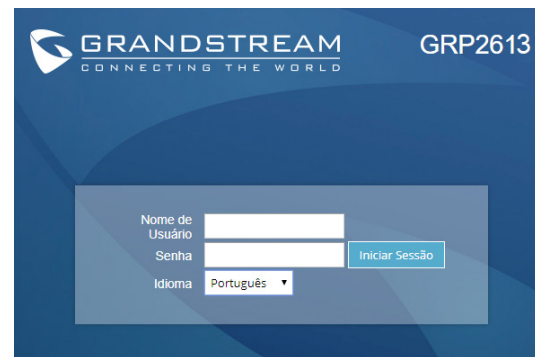 GRANDSTREAM
CONNECTING THE WORLD
GRP2613
Nome de
Usuário
Senha
Iniciar Sessão
Idioma
Português